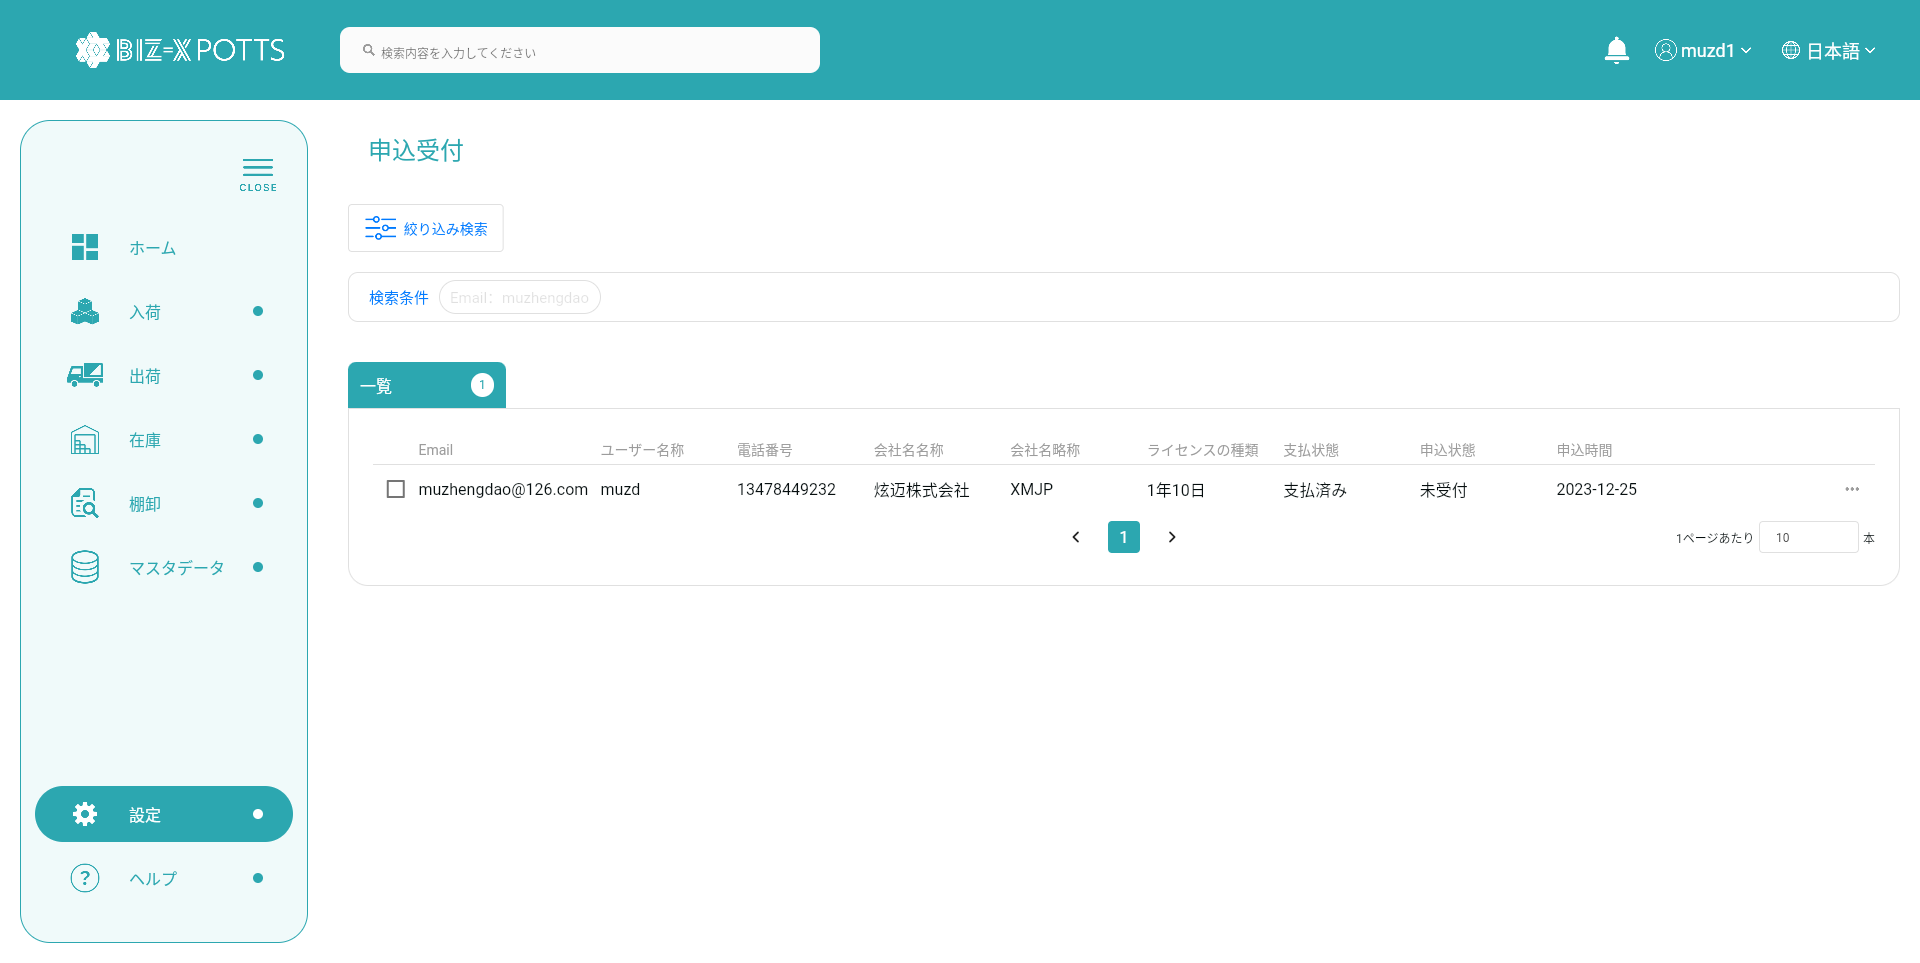 BIZ=X POTTS
検索内容を入力してください
muzd1
日本語
CLOSE
ホーム
入荷
出荷
在庫
棚卸
マスタデータ
設定
ヘルプ
申込受付
絞り込み検索
検索条件 Email：muzhengdao
一覧 1
Email ユーザー名称 電話番号 会社名名称 会社名略称 ライセンスの種類 支払状態 申込状態 申込時間
muzhengdao@126.com muzd 13478449232 炫迈株式会社 XMJP 1年10日 支払済み 未受付 2023-12-25 ...
< 1 >
1ページあたり 10 本